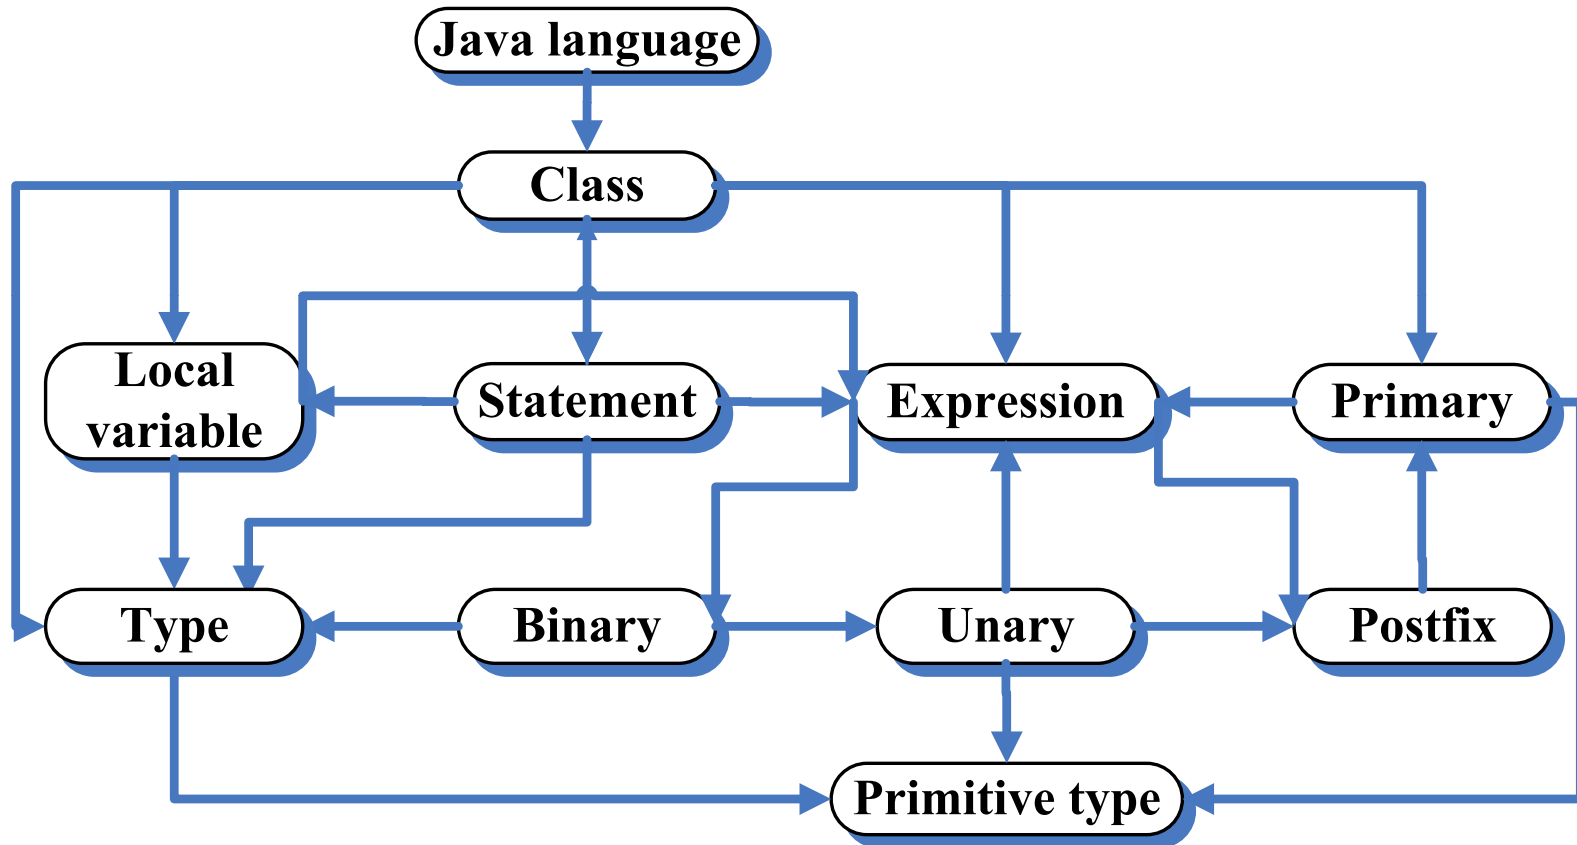 Java language
Class
Local
variable
Statement
Expression
Primary
Type
Binary
Unary
Postfix
Primitive type